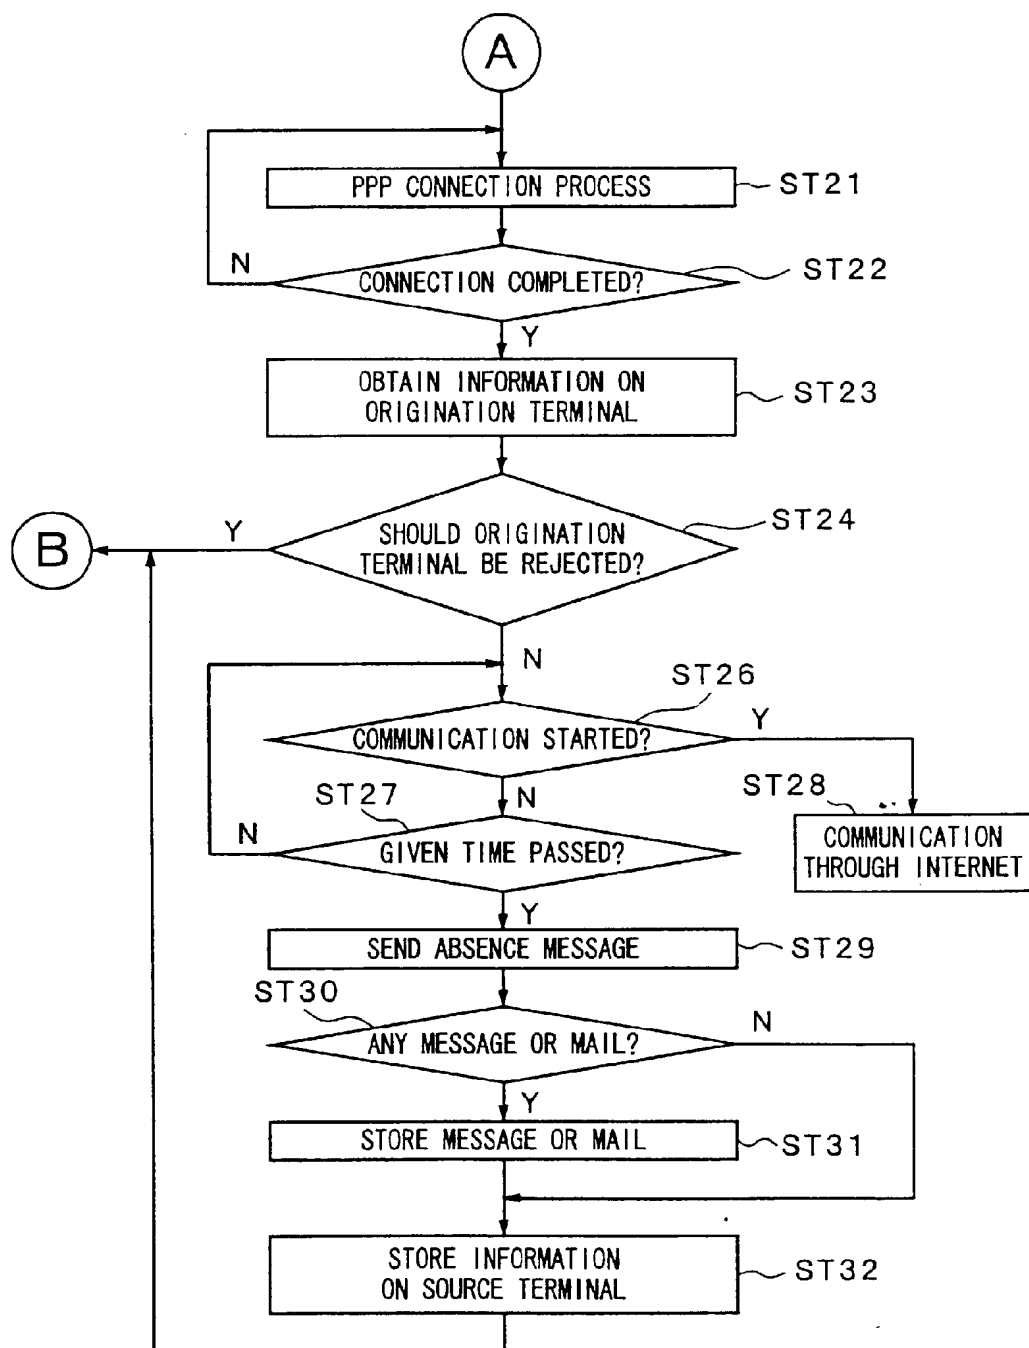 A
PPP CONNECTION PROCESS
ST21
N
CONNECTION COMPLETED?
ST22
Y
OBTAIN INFORMATION ON
ORIGINATION TERMINAL
ST23
B
Y
SHOULD ORIGINATION
TERMINAL BE REJECTED?
ST24
N
ST26
COMMUNICATION STARTED?
Y
ST27
N
ST28
N
GIVEN TIME PASSED?
COMMUNICATION
THROUGH INTERNET
Y
SEND ABSENCE MESSAGE
ST29
ST30
ANY MESSAGE OR MAIL?
N
Y
STORE MESSAGE OR MAIL
ST31
STORE INFORMATION
ON SOURCE TERMINAL
ST32